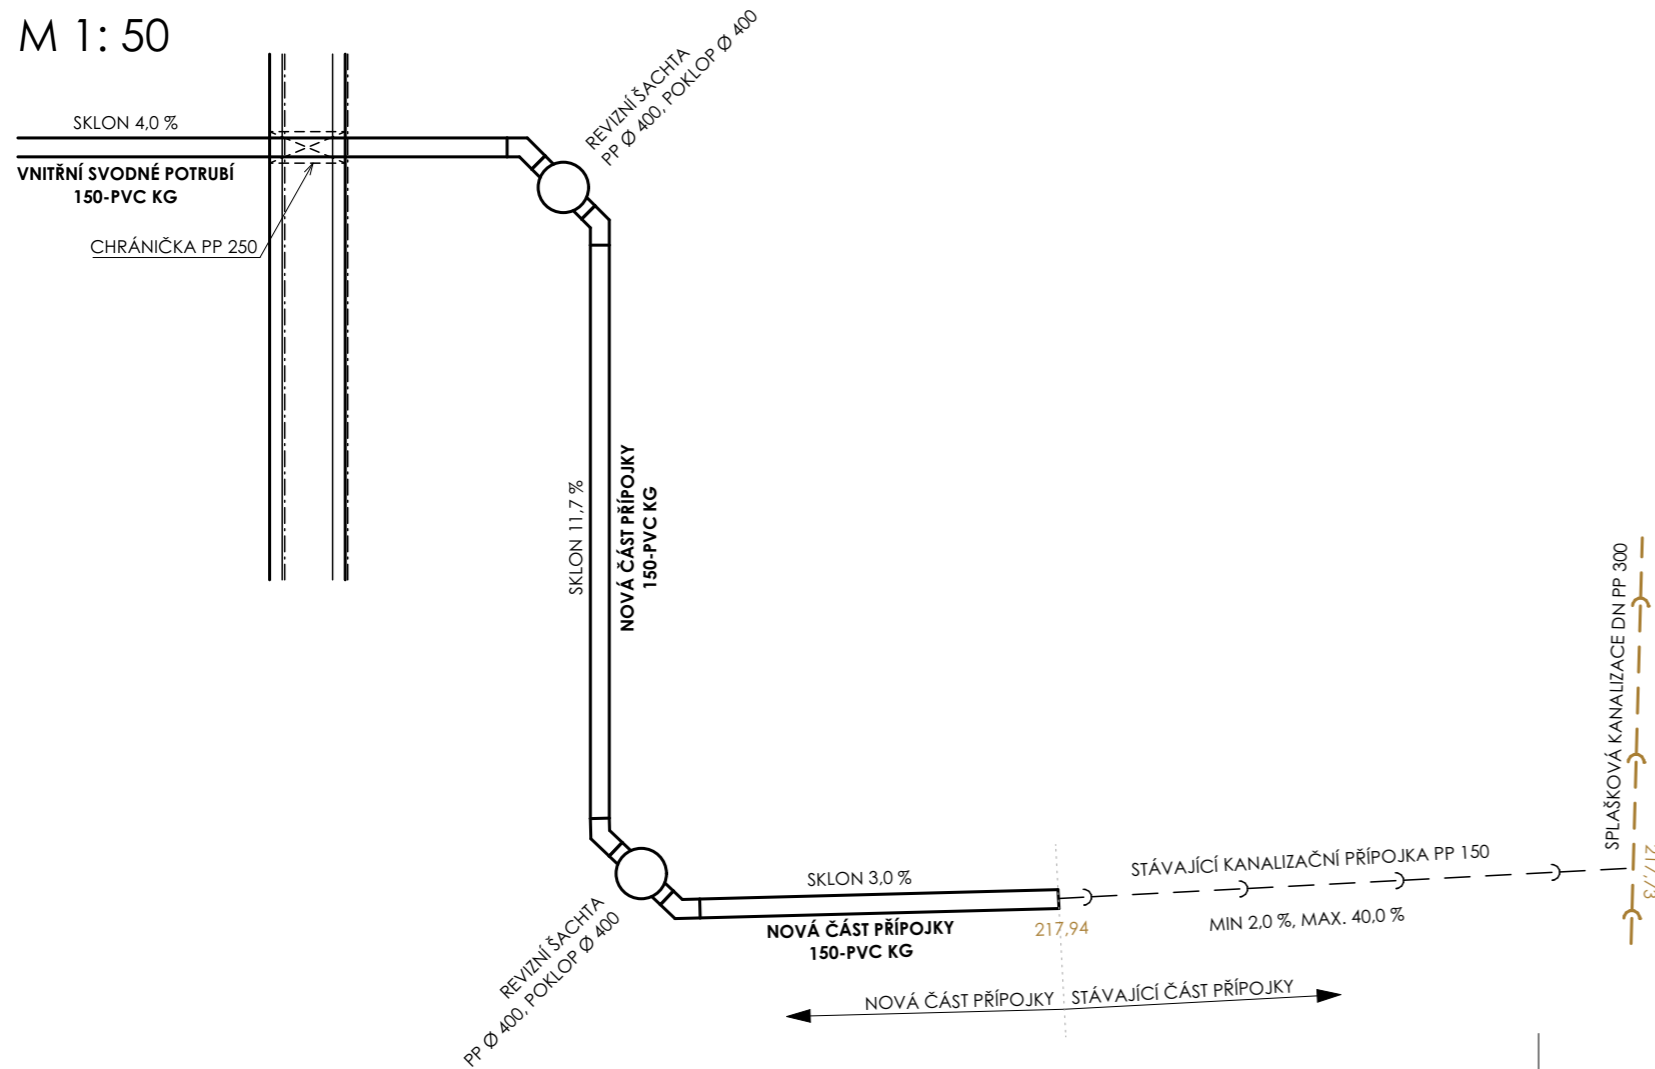 M 1: 50
SKLON 4,0 %
VNITŘNÍ SVODNÉ POTRUBÍ
150-PVC KG
CHRÁNIČKA PP 250
REVIZNÍ ŠACHTA
PP Ø 400, POKLOP Ø 400
SKLON 11,7 %
NOVÁ ČÁST PŘÍPOJKY
150-PVC KG
REVIZNÍ ŠACHTA
PP Ø 400, POKLOP Ø 400
SKLON 3,0 %
NOVÁ ČÁST PŘÍPOJKY
150-PVC KG
217,94
STÁVAJÍCÍ KANALIZAČNÍ PŘÍPOJKA PP 150
MIN 2,0 %, MAX. 40,0 %
SPLAŠKOVÁ KANALIZACE DN PP 300
217,73
NOVÁ ČÁST PŘÍPOJKY
STÁVAJÍCÍ ČÁST PŘÍPOJKY